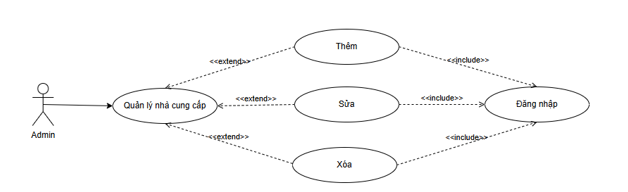 Thêm
<<extend>>
<<include>>
Quản lý nhà cung cấp
<<extend>>
Sửa
<<include>>
Đăng nhập
Admin
<<extend>>
<<include>>
Xóa